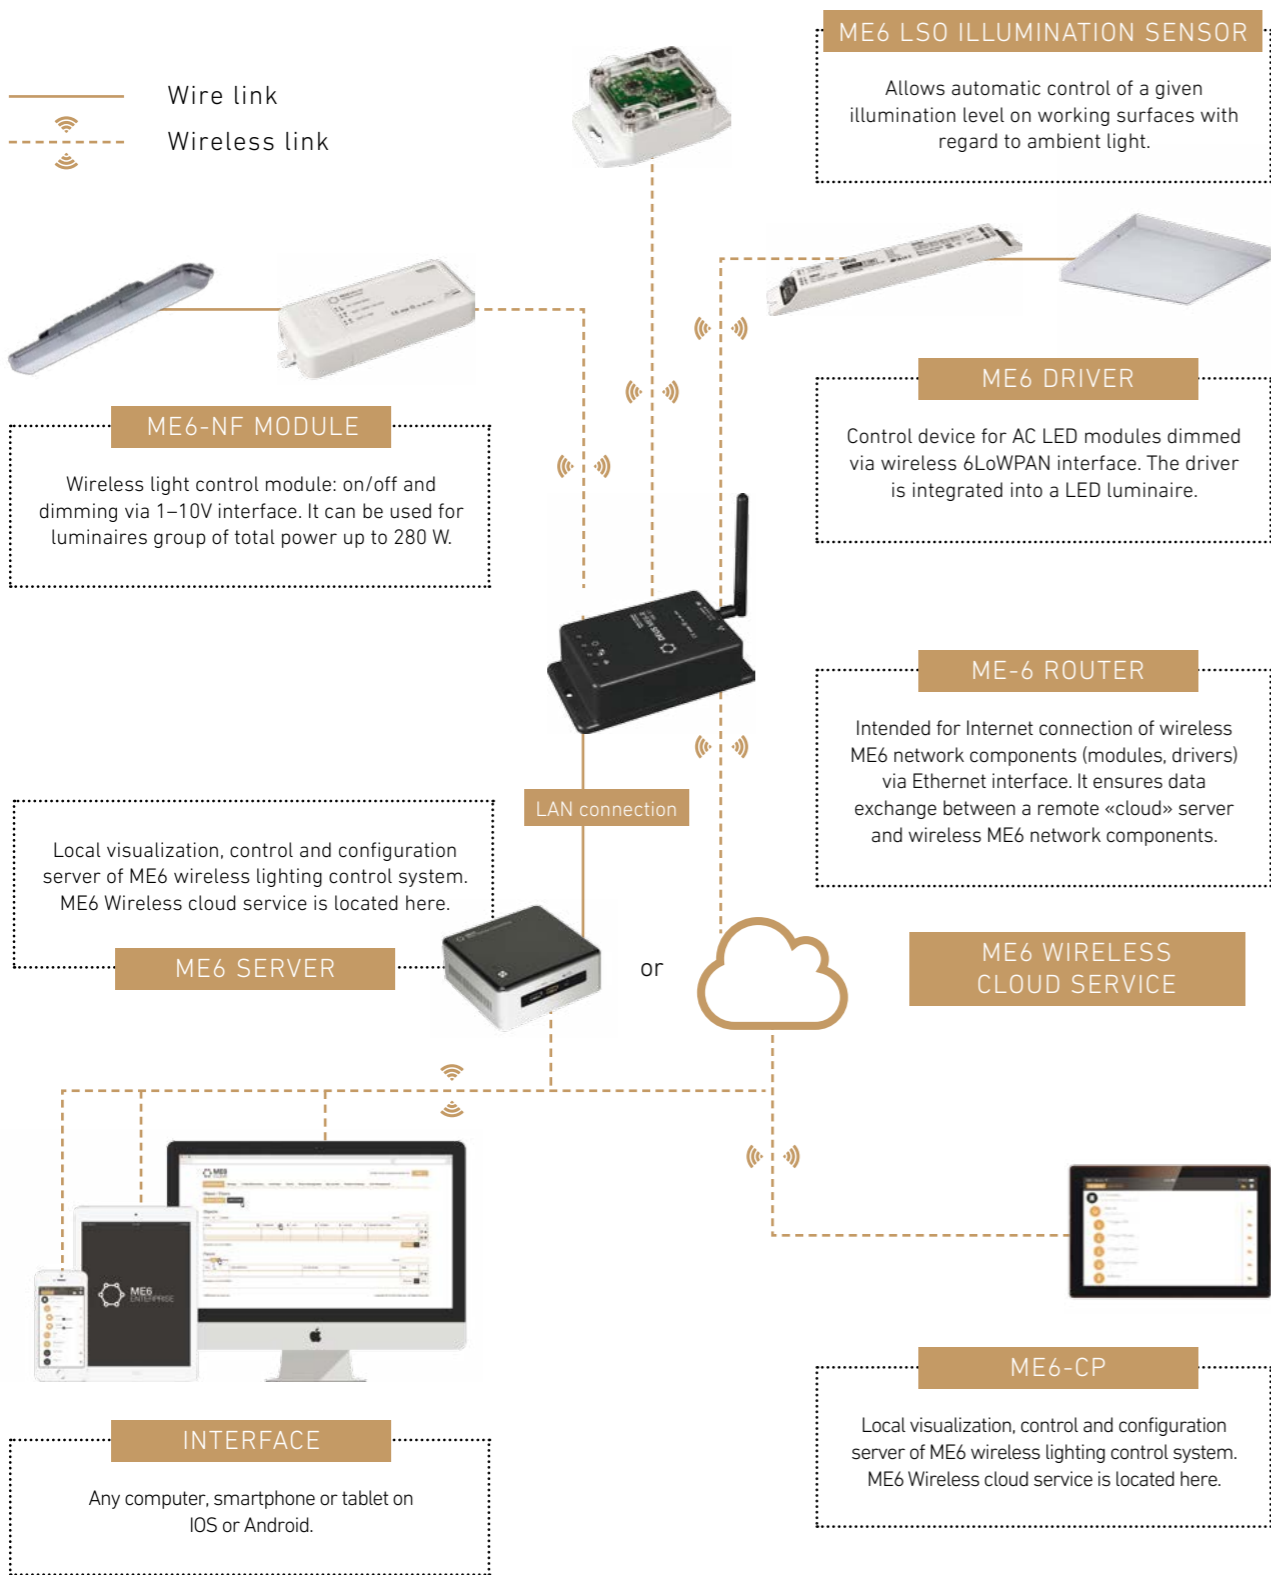 ME6 LSO ILLUMINATION SENSOR
Allows automatic control of a given
illumination level on working surfaces with
regard to ambient light.
Wire link
Wireless link
ME6-NF MODULE
Wireless light control module: on/off and
dimming via 1–10V interface. It can be used for
luminaires group of total power up to 280 W.
ME6 DRIVER
Control device for AC LED modules dimmed
via wireless 6LoWPAN interface. The driver
is integrated into a LED luminaire.
ME-6 ROUTER
Intended for Internet connection of wireless
ME6 network components (modules, drivers)
via Ethernet interface. It ensures data
exchange between a remote «cloud» server
and wireless ME6 network components.
LAN connection
Local visualization, control and configuration
server of ME6 wireless lighting control system.
ME6 Wireless cloud service is located here.
ME6 SERVER
or
ME6 WIRELESS
CLOUD SERVICE
ME6
ME6
ENTERPRISE
INTERFACE
Any computer, smartphone or tablet on
IOS or Android.
ME6-CP
Local visualization, control and configuration
server of ME6 wireless lighting control system.
ME6 Wireless cloud service is located here.